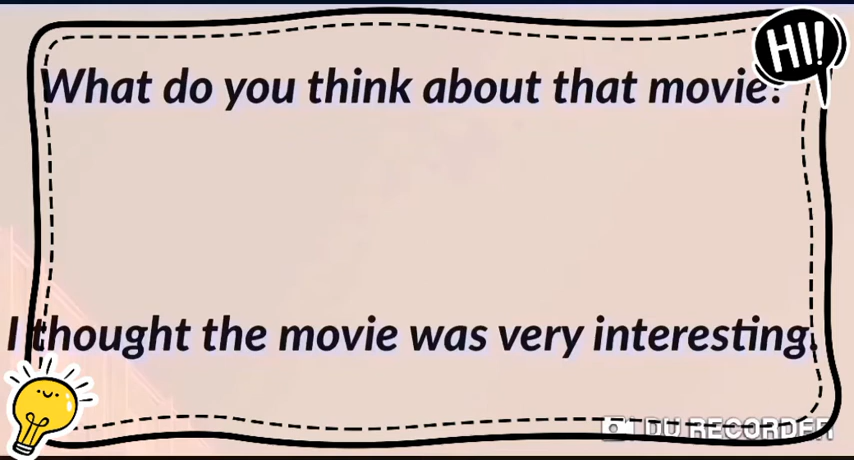 HI!
What do you think about that movie?
I thought the movie was very interesting.
DU RECORDER